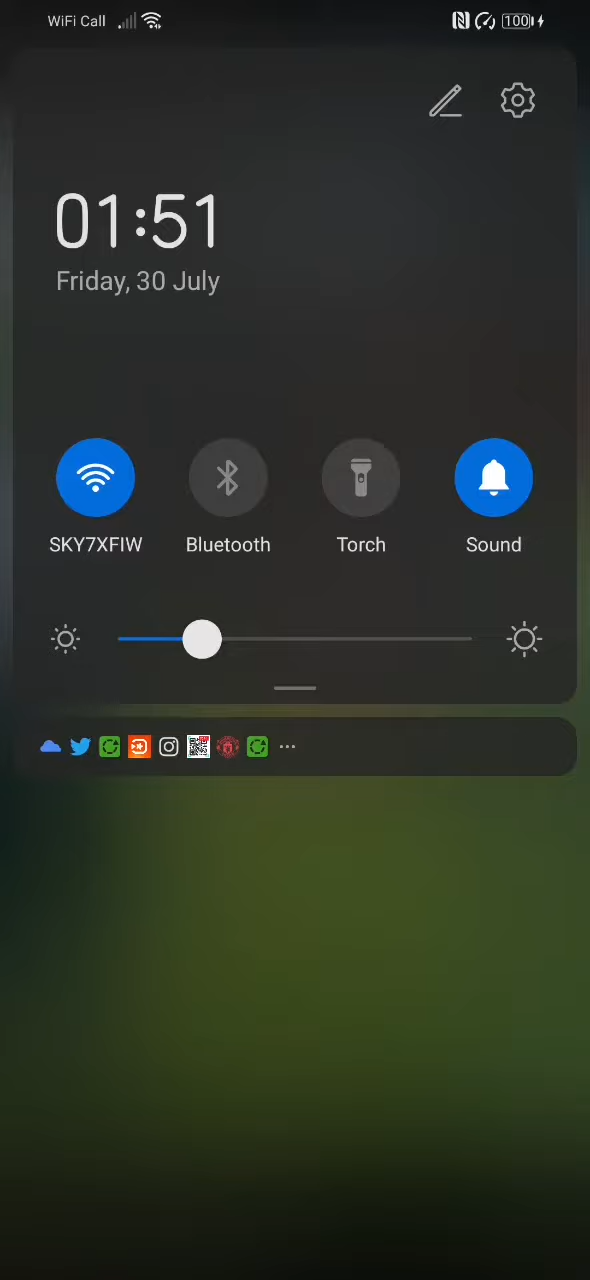 WiFi Call
100
01:51
Friday, 30 July
SKY7XFIW
Bluetooth
Torch
Sound